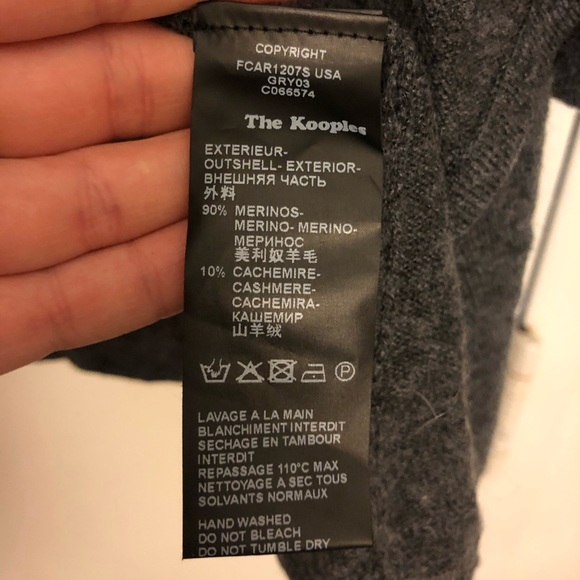 COPYRIGHT
FCAR1207S USA
GRY03
C066574
The Kooples
EXTERIEUR-
OUTSHELL- EXTERIOR-
ВНЕШНЯЯ ЧАСТЬ
外料
90% MERINOS-
MERINO- MERINO-
МЕРИНОС
美利奴羊毛
10% CACHEMIRE-
CASHMERE-
CACHEMIRA-
КАШЕМИР
山羊绒
P
LAVAGE A LA MAIN
BLANCHIMENT INTERDIT
SECHAGE EN TAMBOUR
INTERDIT
REPASSAGE 110°C MAX
NETTOYAGE A SEC TOUS
SOLVANTS NORMAUX
HAND WASHED
DO NOT BLEACH
DO NOT TUMBLE DRY